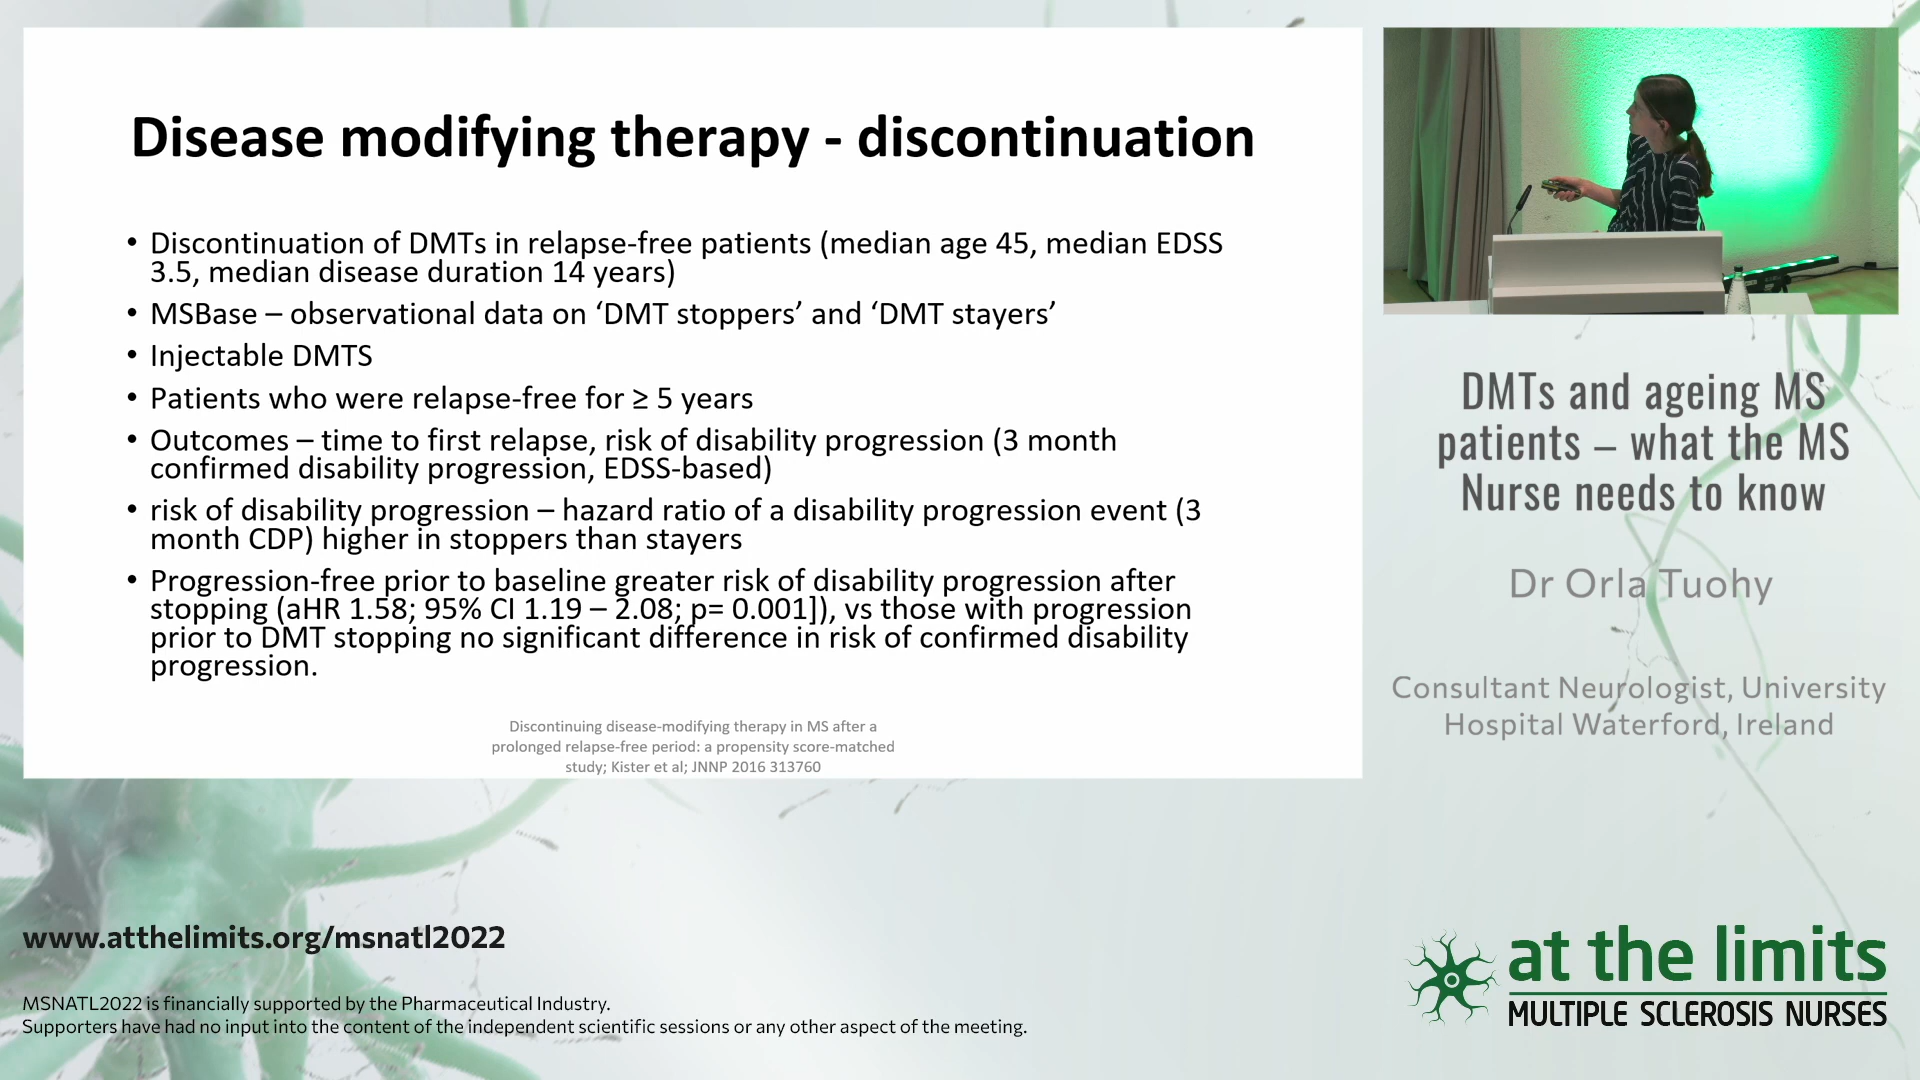 Disease modifying therapy - discontinuation
• Discontinuation of DMTs in relapse-free patients (median age 45, median EDSS
3.5, median disease duration 14 years)
• MSBase – observational data on ‘DMT stoppers’ and ‘DMT stayers’
• Injectable DMTS
• Patients who were relapse-free for ≥ 5 years
• Outcomes – time to first relapse, risk of disability progression (3 month
confirmed disability progression, EDSS-based)
• risk of disability progression – hazard ratio of a disability progression event (3
month CDP) higher in stoppers than stayers
• Progression-free prior to baseline greater risk of disability progression after
stopping (aHR 1.58; 95% CI 1.19 – 2.08; p= 0.001]), vs those with progression
prior to DMT stopping no significant difference in risk of confirmed disability
progression.
Discontinuing disease-modifying therapy in MS after a
prolonged relapse-free period: a propensity score-matched
study; Kister et al; JNNP 2016 313760
DMTs and ageing MS
patients – what the MS
Nurse needs to know
Dr Orla Tuohy
Consultant Neurologist, University
Hospital Waterford, Ireland
www.atthelimits.org/msnatl2022
MSNATL2022 is financially supported by the Pharmaceutical Industry.
Supporters have had no input into the content of the independent scientific sessions or any other aspect of the meeting.
at the limits
MULTIPLE SCLEROSIS NURSES